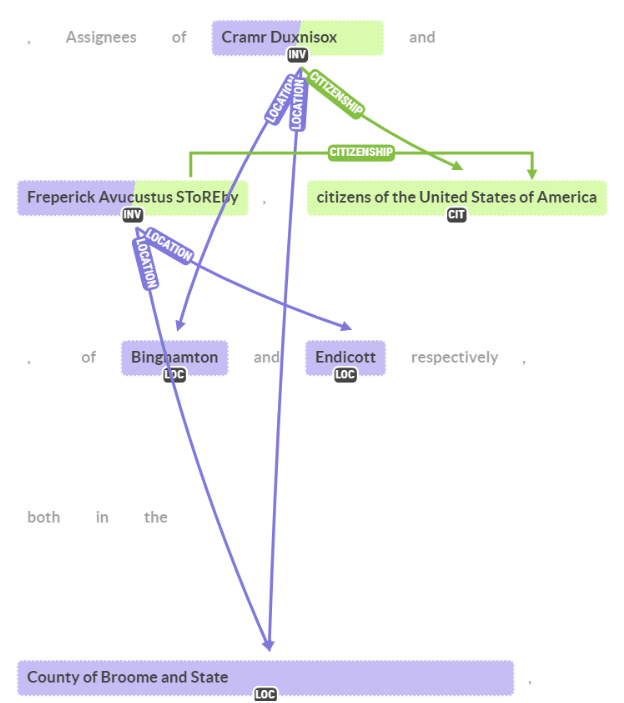 , Assignees of Cramr Duxnisox and
INV
LOCATION LOCATION CITIZENSHIP
CITIZENSHIP
Freperick Avucustus SToREby , citizens of the United States of America
INV CIT
LOCATION LOCATION
, of Binghamton and Endicott respectively ,
LOC LOC
both in the
County of Broome and State ,
LOC